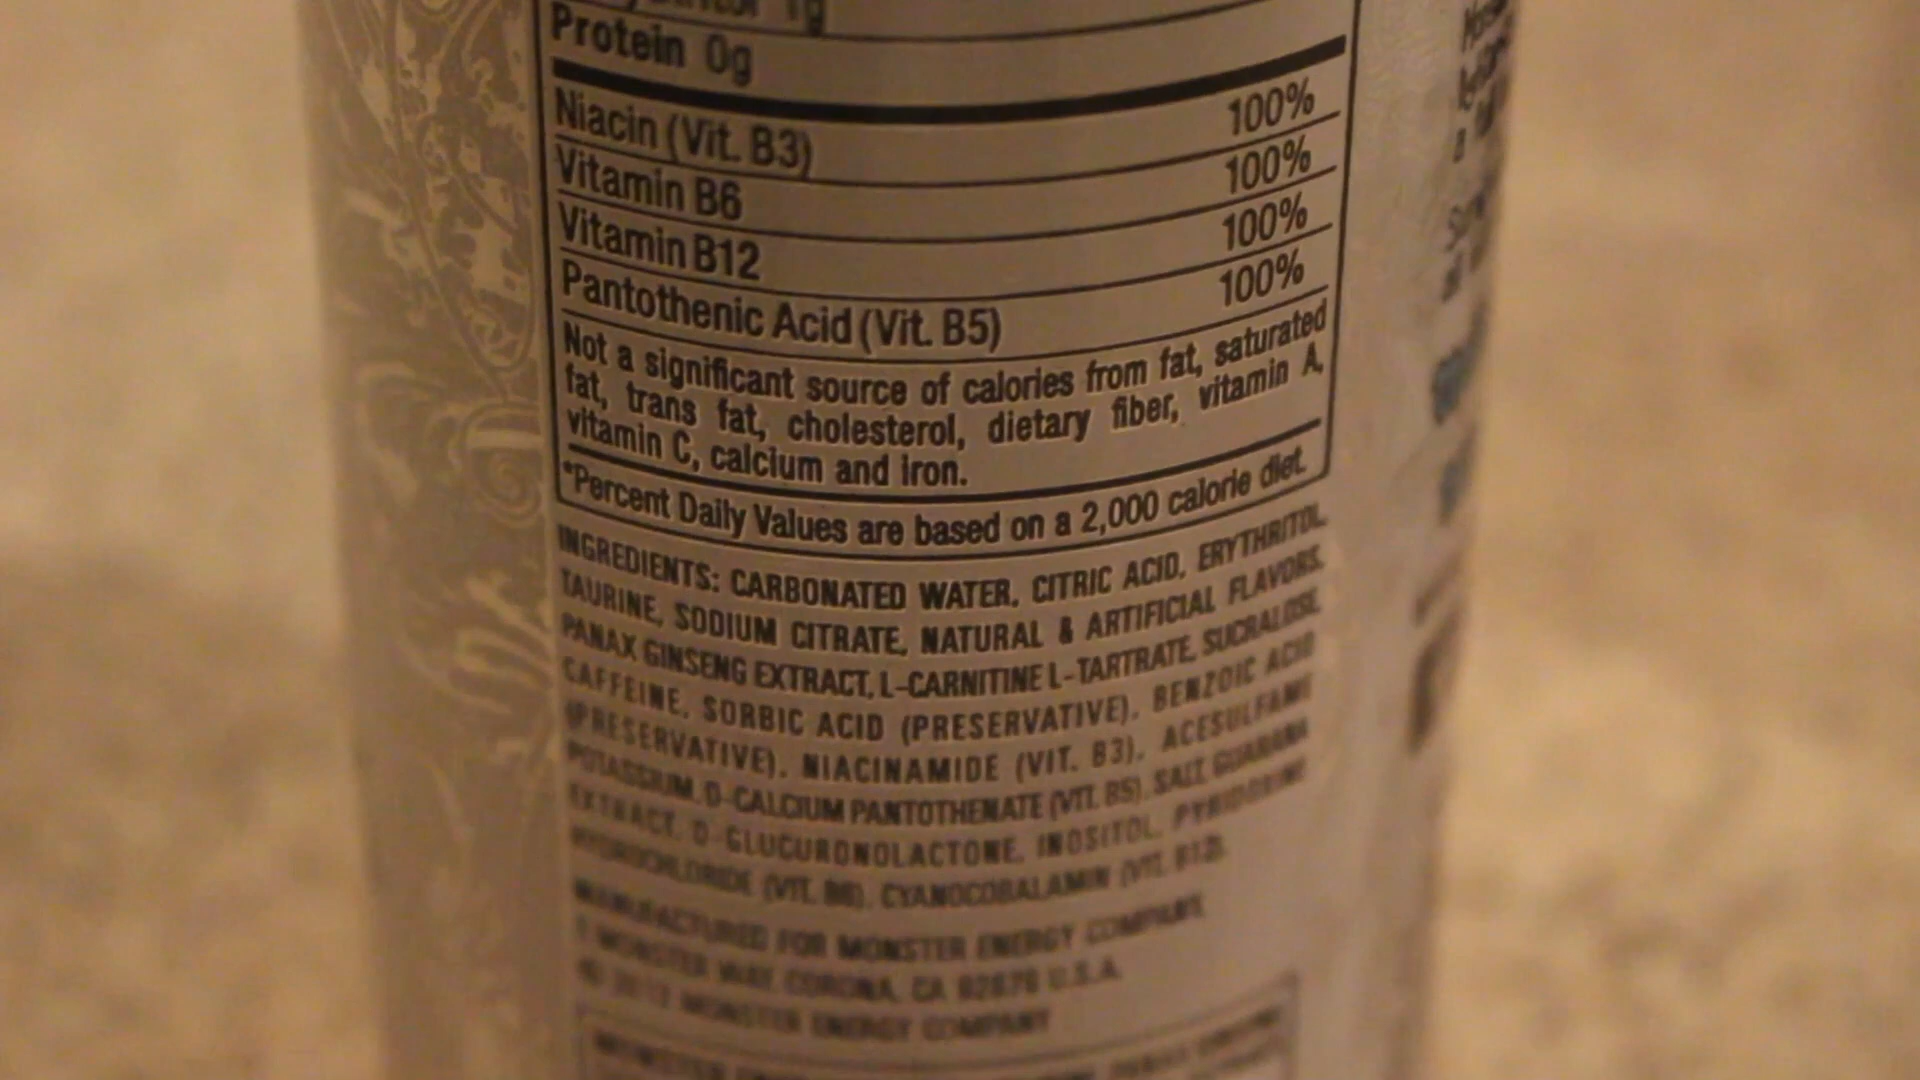 1g
Protein 0g
Niacin (Vit. B3) 100%
Vitamin B6 100%
Vitamin B12 100%
Pantothenic Acid (Vit. B5) 100%
Not a significant source of calories from fat, saturated
fat, trans fat, cholesterol, dietary fiber, vitamin A,
vitamin C, calcium and iron.
*Percent Daily Values are based on a 2,000 calorie diet.
INGREDIENTS: CARBONATED WATER, CITRIC ACID, ERYTHRITOL,
TAURINE, SODIUM CITRATE, NATURAL & ARTIFICIAL FLAVORS,
PANAX GINSENG EXTRACT, L-CARNITINE L-TARTRATE, SUCRALOSE,
CAFFEINE, SORBIC ACID (PRESERVATIVE), BENZOIC ACID
(PRESERVATIVE), NIACINAMIDE (VIT. B3), ACESULFAME
POTASSIUM, D-CALCIUM PANTOTHENATE (VIT. B5), SALT, GUARANA
EXTRACT, D-GLUCURONOLACTONE, INOSITOL, PYRIDOXINE
HYDROCHLORIDE (VIT. B6), CYANOCOBALAMIN (VIT. B12).
MANUFACTURED FOR MONSTER ENERGY COMPANY,
1 MONSTER WAY, CORONA, CA U.S.A.
MONSTER ENERGY COMPANY
MONSTER